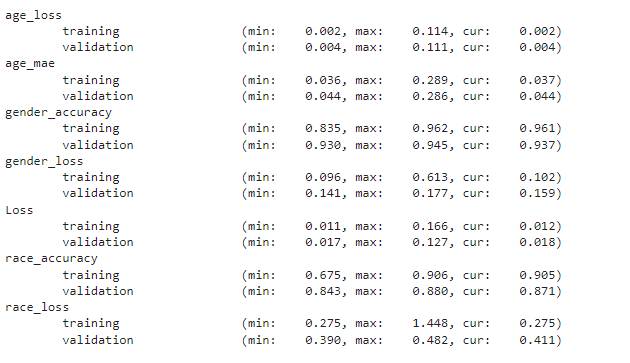 age_loss
training (min: 0.002, max: 0.114, cur: 0.002)
validation (min: 0.004, max: 0.111, cur: 0.004)
age_mae
training (min: 0.036, max: 0.289, cur: 0.037)
validation (min: 0.044, max: 0.286, cur: 0.044)
gender_accuracy
training (min: 0.835, max: 0.962, cur: 0.961)
validation (min: 0.930, max: 0.945, cur: 0.937)
gender_loss
training (min: 0.096, max: 0.613, cur: 0.102)
validation (min: 0.141, max: 0.177, cur: 0.159)
Loss
training (min: 0.011, max: 0.166, cur: 0.012)
validation (min: 0.017, max: 0.127, cur: 0.018)
race_accuracy
training (min: 0.675, max: 0.906, cur: 0.905)
validation (min: 0.843, max: 0.880, cur: 0.871)
race_loss
training (min: 0.275, max: 1.448, cur: 0.275)
validation (min: 0.390, max: 0.482, cur: 0.411)